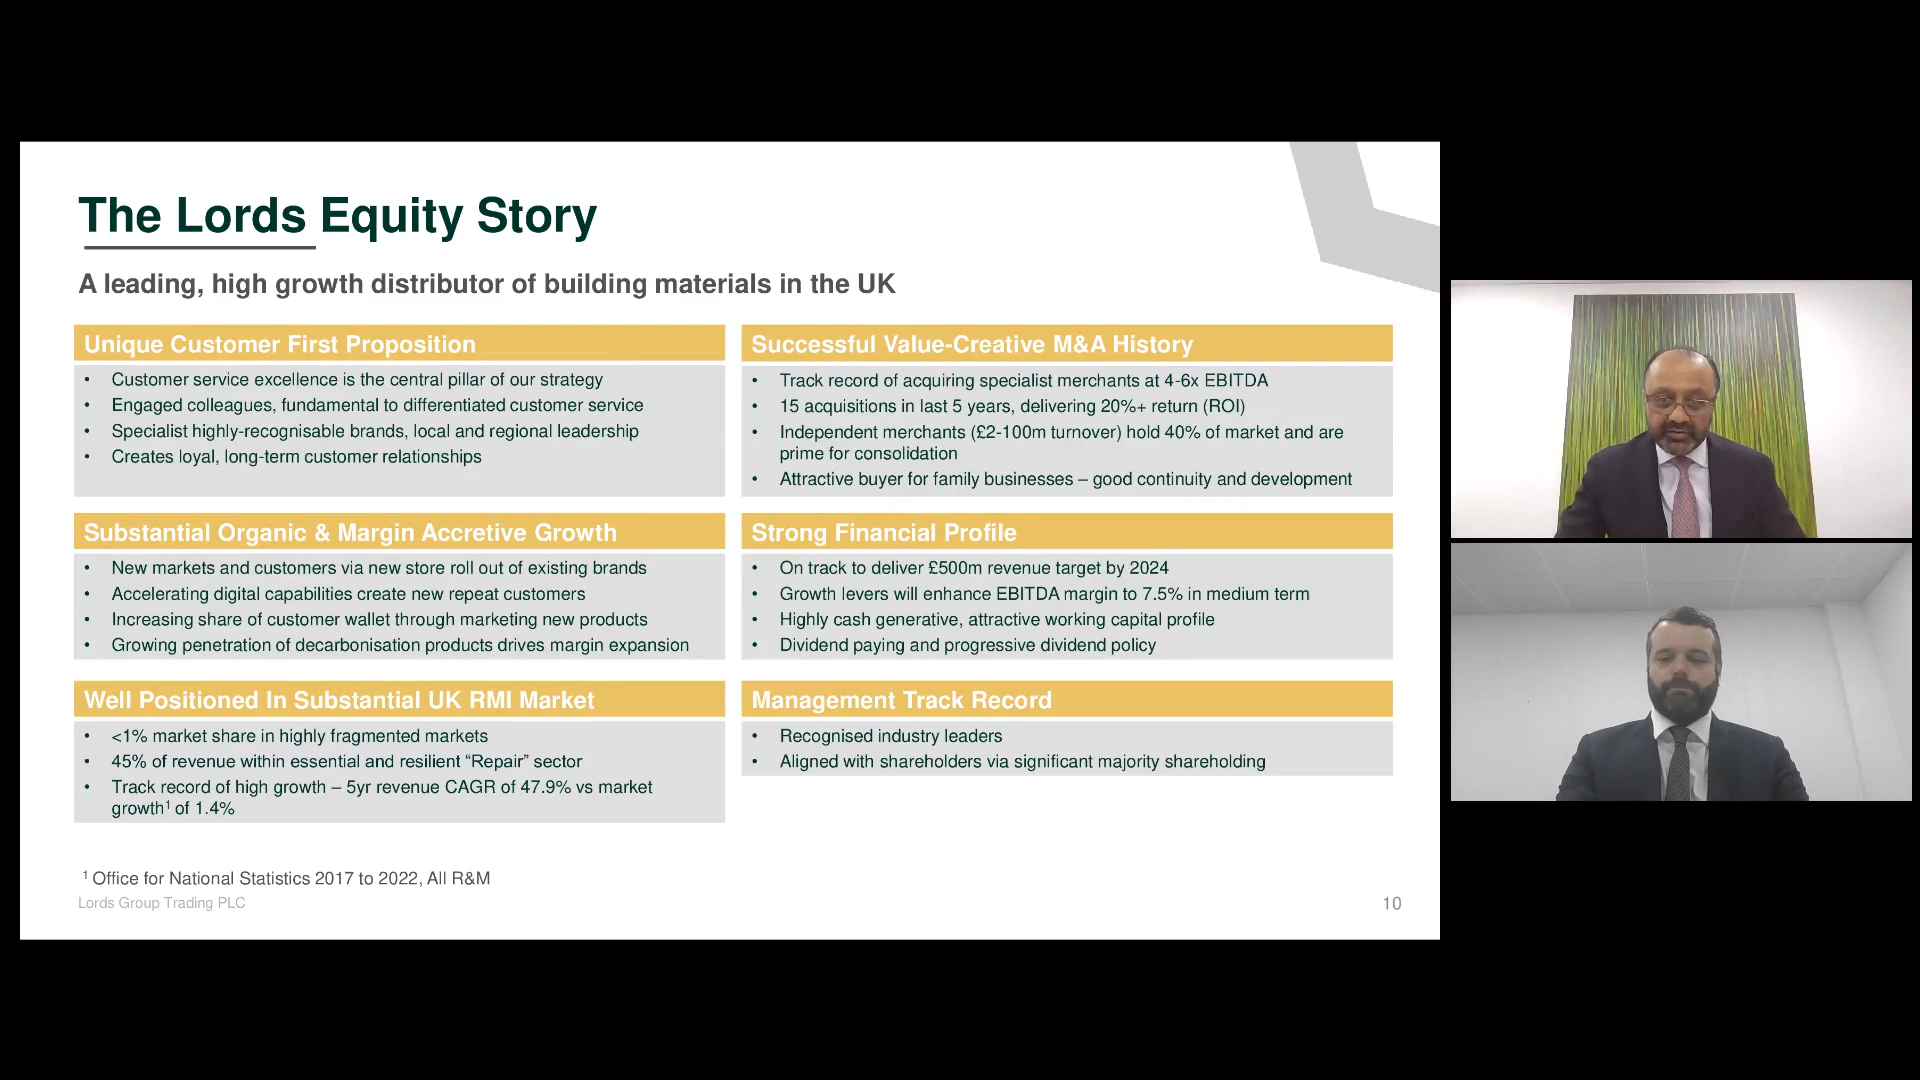 The Lords Equity Story
A leading, high growth distributor of building materials in the UK
Unique Customer First Proposition
• Customer service excellence is the central pillar of our strategy
• Engaged colleagues, fundamental to differentiated customer service
• Specialist highly-recognisable brands, local and regional leadership
• Creates loyal, long-term customer relationships
Successful Value-Creative M&A History
• Track record of acquiring specialist merchants at 4-6x EBITDA
• 15 acquisitions in last 5 years, delivering 20%+ return (ROI)
• Independent merchants (£2-100m turnover) hold 40% of market and are
prime for consolidation
• Attractive buyer for family businesses – good continuity and development
Substantial Organic & Margin Accretive Growth
• New markets and customers via new store roll out of existing brands
• Accelerating digital capabilities create new repeat customers
• Increasing share of customer wallet through marketing new products
• Growing penetration of decarbonisation products drives margin expansion
Strong Financial Profile
• On track to deliver £500m revenue target by 2024
• Growth levers will enhance EBITDA margin to 7.5% in medium term
• Highly cash generative, attractive working capital profile
• Dividend paying and progressive dividend policy
Well Positioned In Substantial UK RMI Market
• <1% market share in highly fragmented markets
• 45% of revenue within essential and resilient “Repair” sector
• Track record of high growth – 5yr revenue CAGR of 47.9% vs market
growth¹ of 1.4%
Management Track Record
• Recognised industry leaders
• Aligned with shareholders via significant majority shareholding
¹ Office for National Statistics 2017 to 2022, All R&M
Lords Group Trading PLC
10